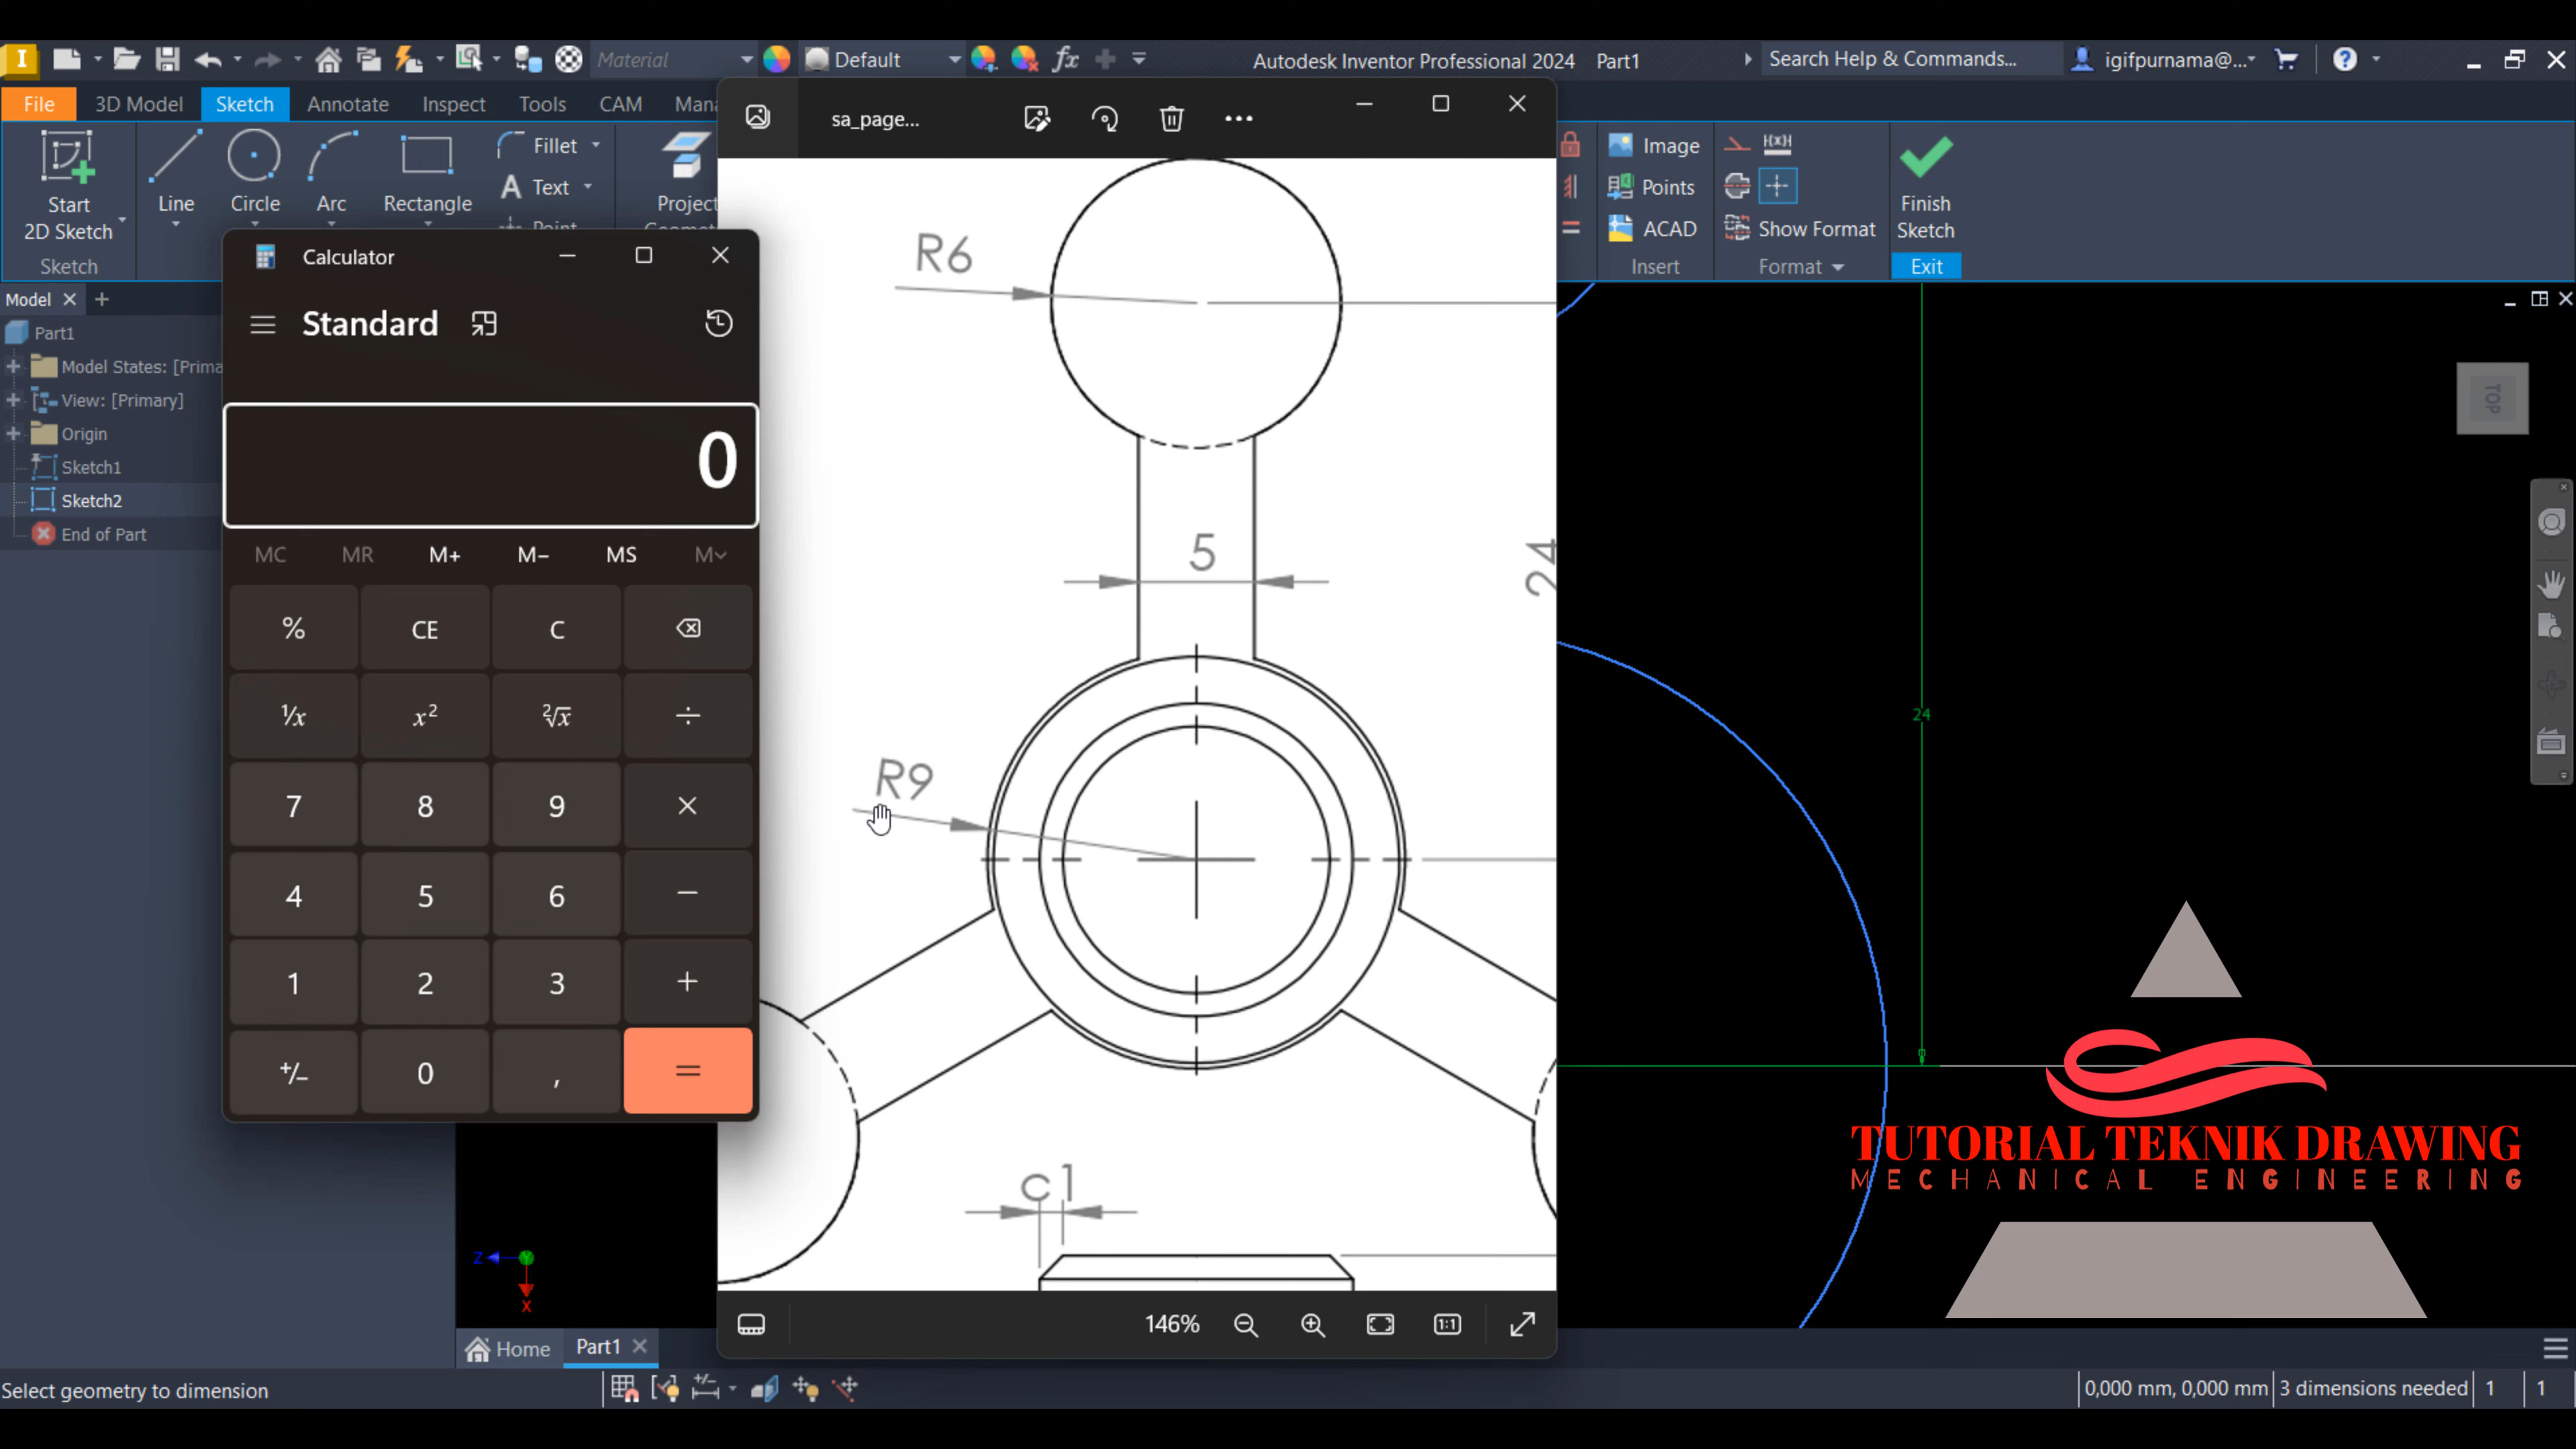 Material
Default
Autodesk Inventor Professional 2024 Part1
Search Help & Commands...
igifpurnama@...
File
3D Model
Sketch
Annotate
Inspect
Tools
CAM
Start
2D Sketch
Line
Circle
Arc
Rectangle
Fillet
Text
Project
Sketch
Image
Points
ACAD
Insert
Show Format
Format
Finish
Sketch
Exit
sa_page...
Model
Part1
Model States: [Prima
View: [Primary]
Origin
Sketch1
Sketch2
End of Part
Calculator
Standard
0
MC MR M+ M− MS M
% CE C
⅟x x² ²√x ÷
7 8 9 ×
4 5 6 −
1 2 3 +
+/− 0 , =
R6
5
24
R9
c1
TOP
24
TUTORIAL TEKNIK DRAWING
MECHANICAL ENGINEERING
Z
X
146%
1:1
Home
Part1
Select geometry to dimension
0,000 mm, 0,000 mm
3 dimensions needed
1
1